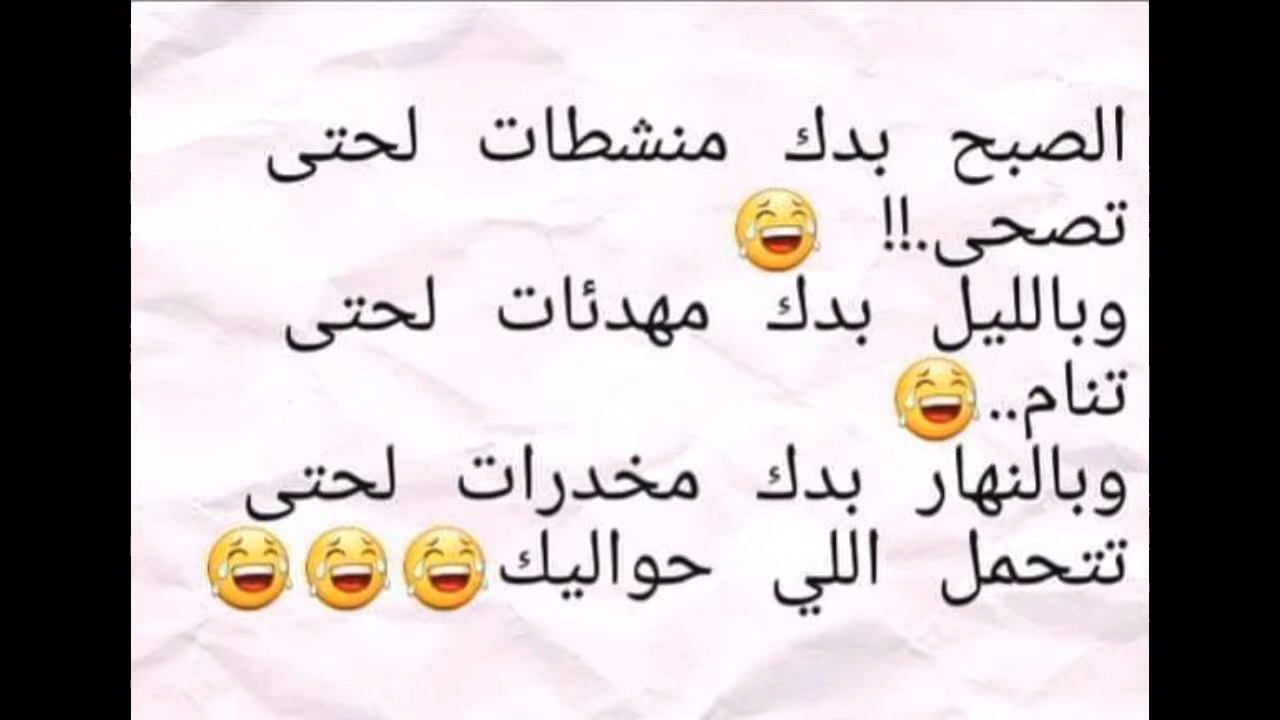 الصبح بدك منشطات لحتى
تصحى.!! 😂
وبالليل بدك مهدئات لحتى
تنام..😂
وبالنهار بدك مخدرات لحتى
تتحمل اللي حواليك😂😂😂